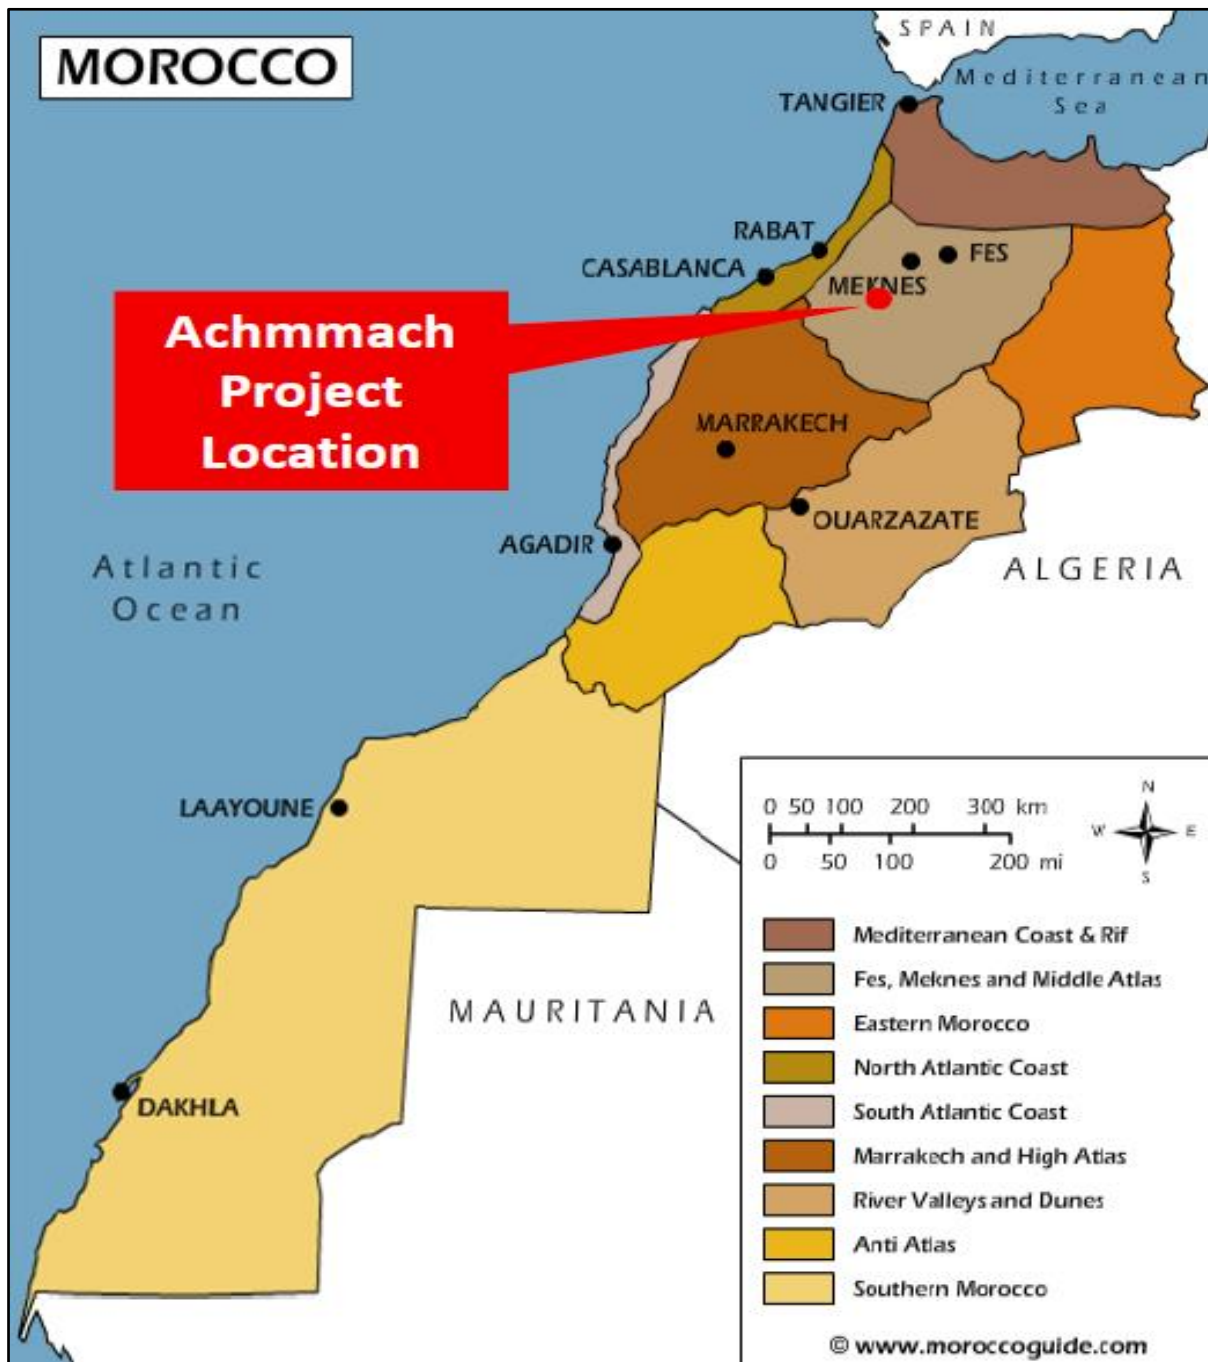 MOROCCO
SPAIN
Mediterranean
Sea
TANGIER
RABAT
CASABLANCA
FES
MEKNES
Achmmach
Project
Location
MARRAKECH
OUARZAZATE
AGADIR
ALGERIA
Atlantic
Ocean
LAAYOUNE
MAURITANIA
DAKHLA
0 50 100 200 300 km
0 50 100 200 mi
N
W E
S
Mediterranean Coast & Rif
Fes, Meknes and Middle Atlas
Eastern Morocco
North Atlantic Coast
South Atlantic Coast
Marrakech and High Atlas
River Valleys and Dunes
Anti Atlas
Southern Morocco
© www.moroccoguide.com